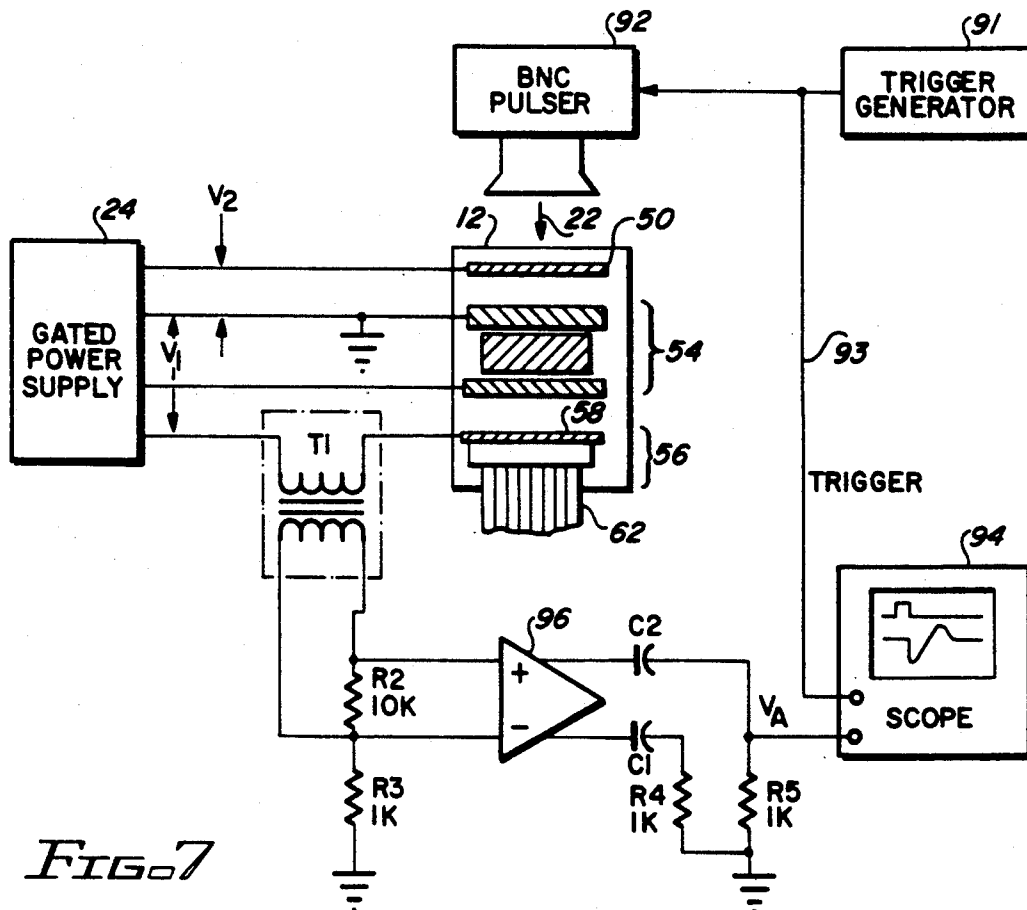 92
BNC
PULSER
91
TRIGGER
GENERATOR
V2
24
12
22
50
GATED
POWER
SUPPLY
V1
54
93
58
56
T1
62
TRIGGER
94
SCOPE
96
C2
+
-
R2
10K
VA
C1
R3
1K
R4
1K
R5
1K
FIG. 7